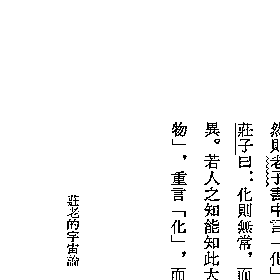 然則老子書中言「化
莊子曰：化則無常，而
異。若人之知能知此大
物」，重言「化」，而
莊老的宇宙論